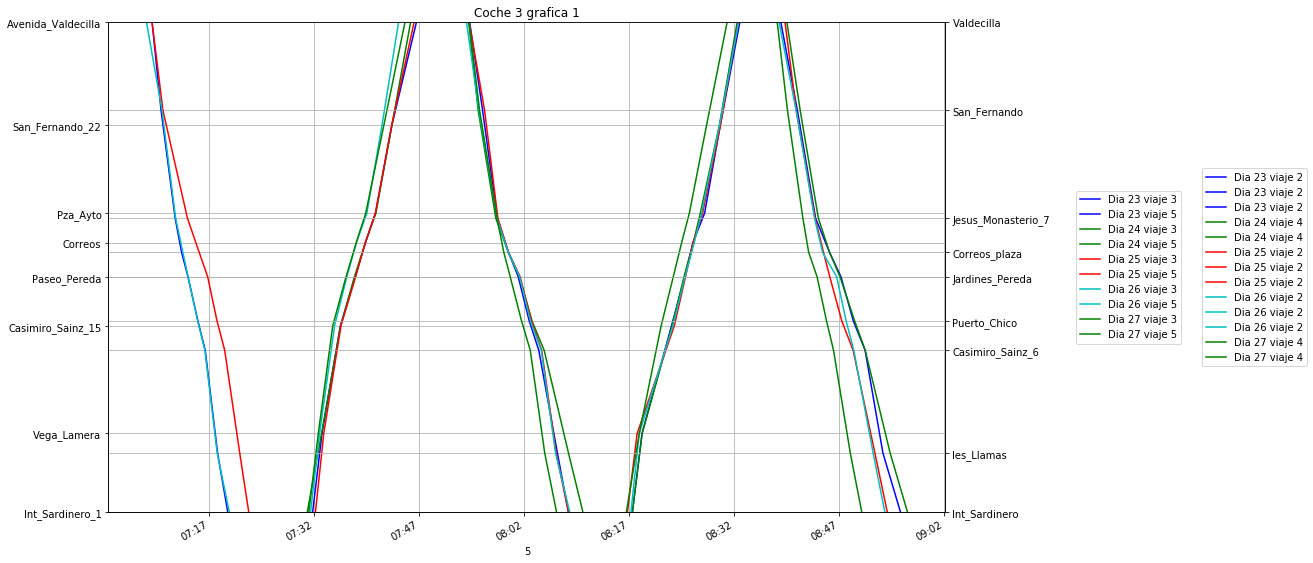 Coche 3 grafica 1
Avenida_Valdecilla
San_Fernando_22
Pza_Ayto
Correos
Paseo_Pereda
Casimiro_Sainz_15
Vega_Lamera
Int_Sardinero_1
Valdecilla
San_Fernando
Jesus_Monasterio_7
Correos_plaza
Jardines_Pereda
Puerto_Chico
Casimiro_Sainz_6
Ies_Llamas
Int_Sardinero
07:17
07:32
07:47
08:02
08:17
08:32
08:47
09:02
5
Dia 23 viaje 3
Dia 23 viaje 5
Dia 24 viaje 3
Dia 24 viaje 5
Dia 25 viaje 3
Dia 25 viaje 5
Dia 26 viaje 3
Dia 26 viaje 5
Dia 27 viaje 3
Dia 27 viaje 5
Dia 23 viaje 2
Dia 23 viaje 2
Dia 23 viaje 2
Dia 24 viaje 4
Dia 24 viaje 4
Dia 25 viaje 2
Dia 25 viaje 2
Dia 25 viaje 2
Dia 26 viaje 2
Dia 26 viaje 2
Dia 26 viaje 2
Dia 27 viaje 4
Dia 27 viaje 4